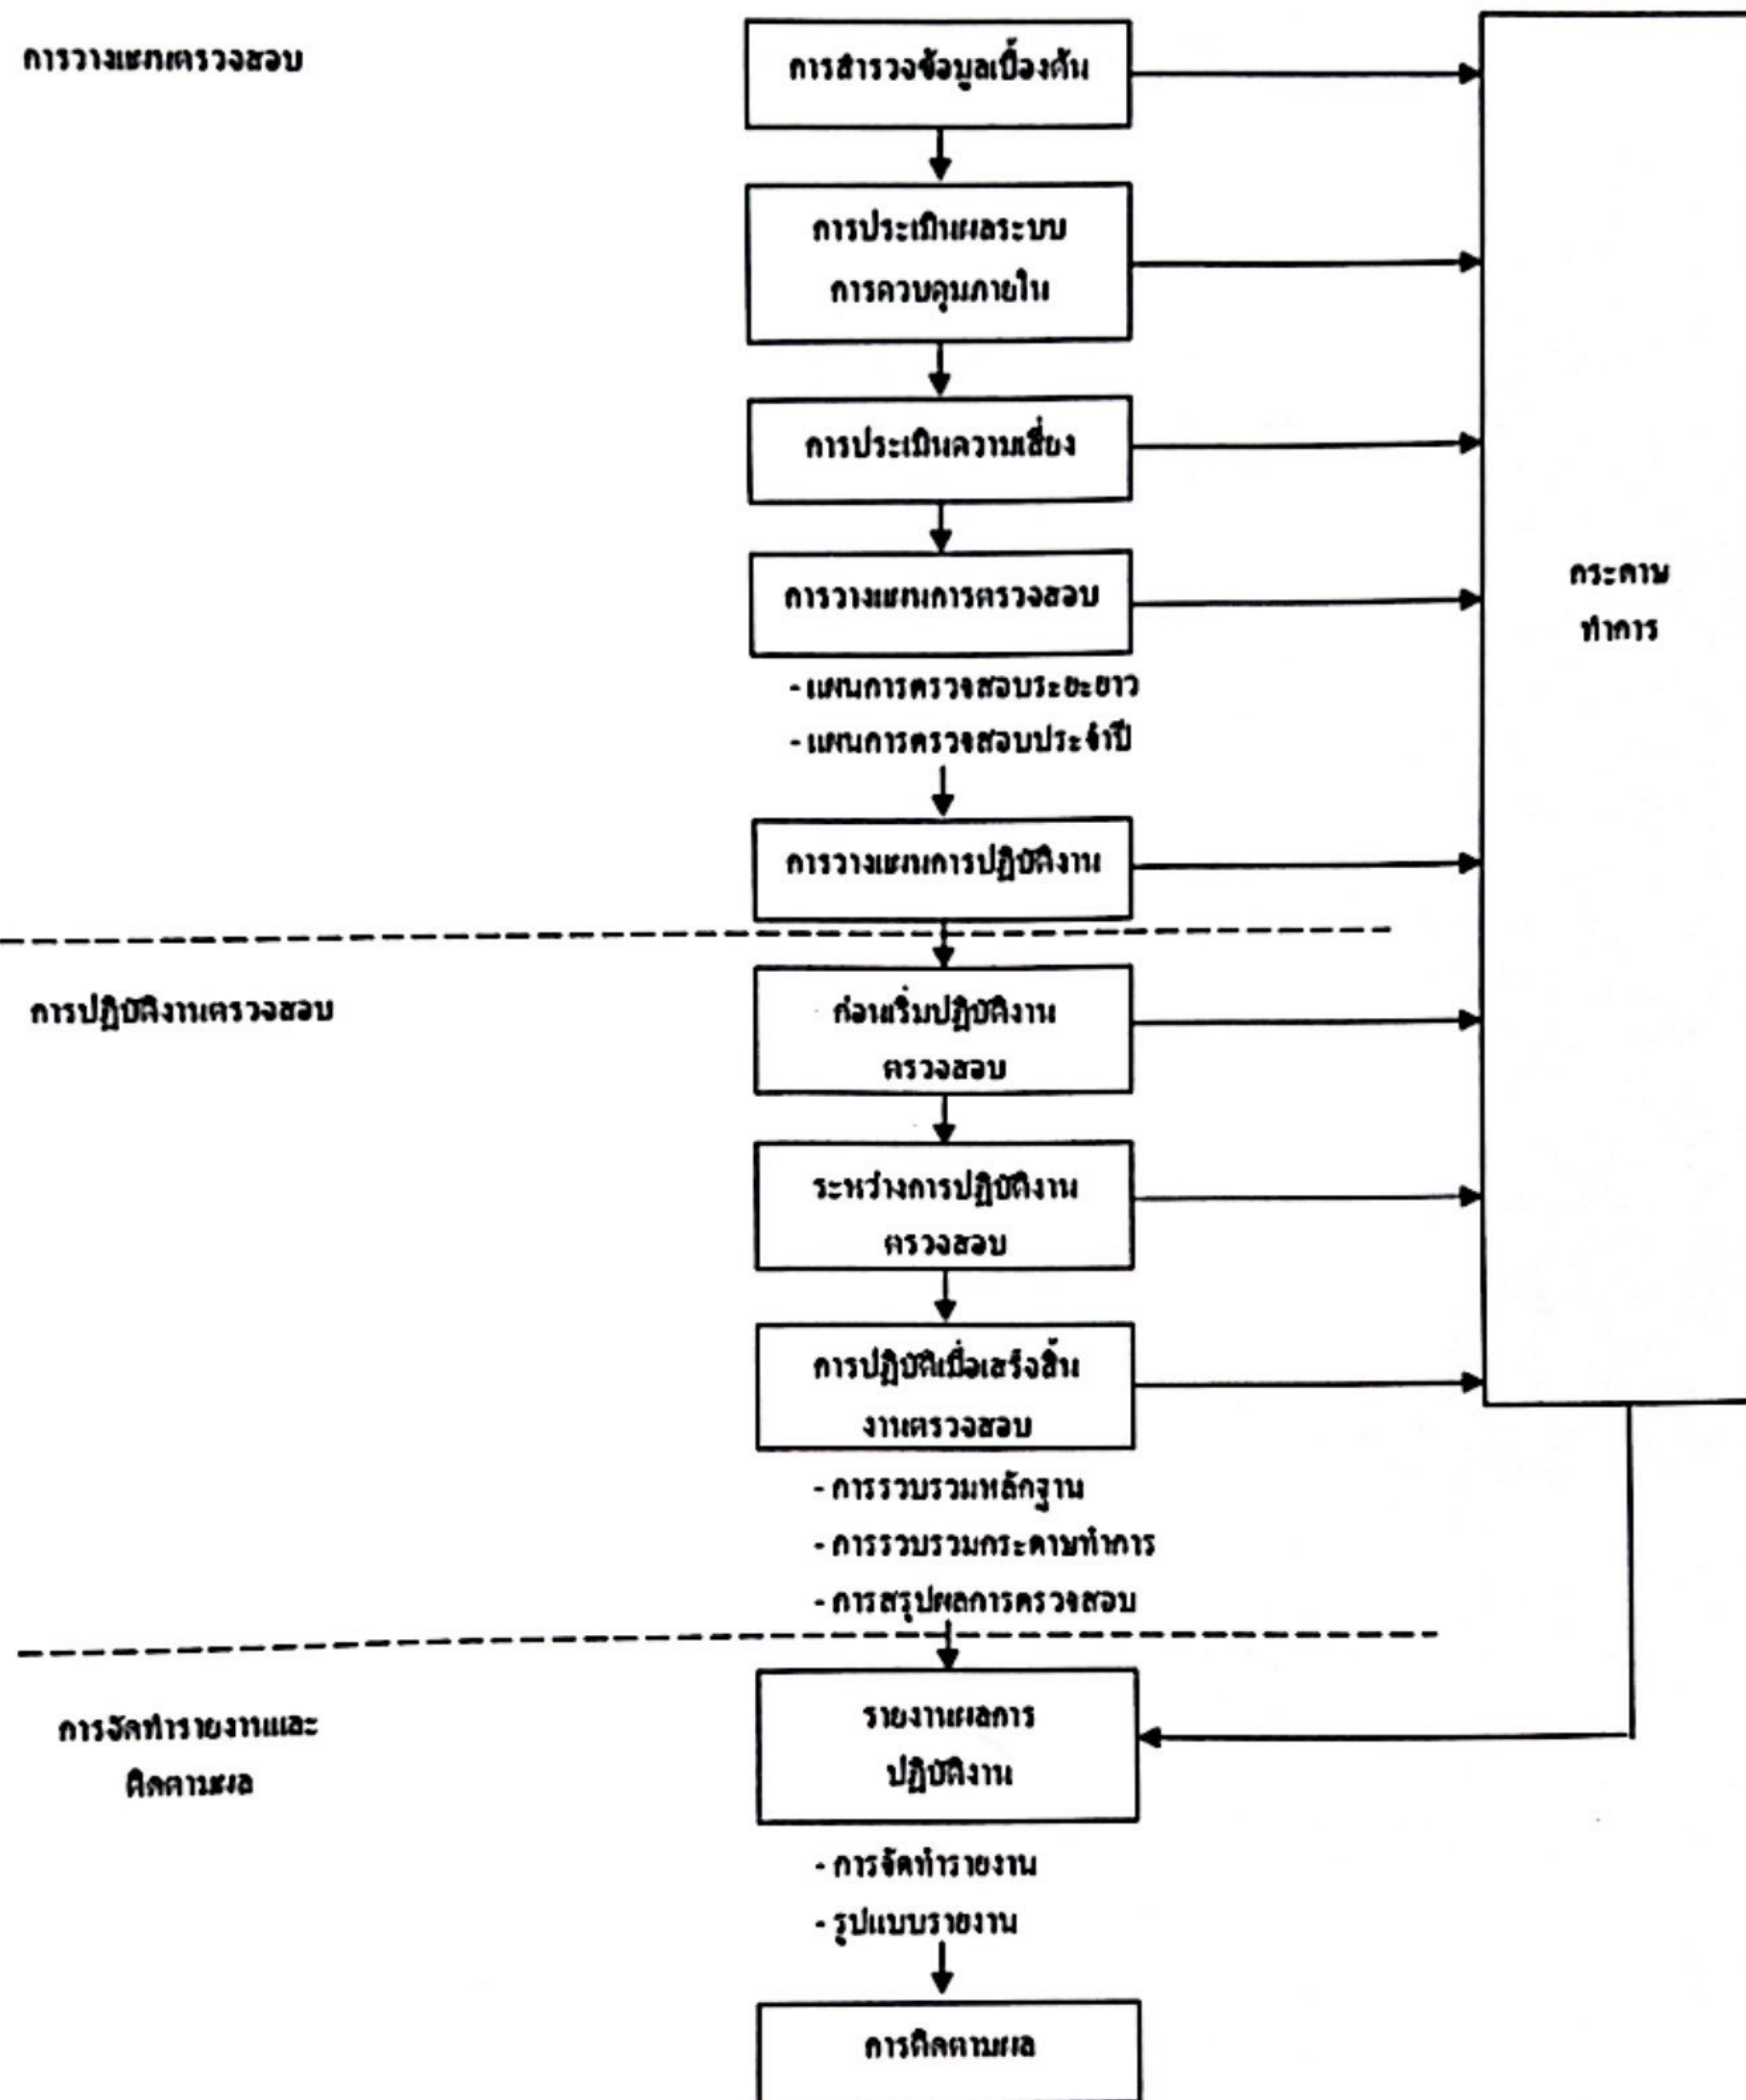 การวางแผนตรวจสอบ
การสำรวจข้อมูลเบื้องต้น
การประเมินผลระบบ
การควบคุมภายใน
การประเมินความเสี่ยง
การวางแผนการตรวจสอบ
- แผนการตรวจสอบระยะยาว
- แผนการตรวจสอบประจำปี
กระดาษ
ทำการ
การวางแผนการปฏิบัติงาน
การปฏิบัติงานตรวจสอบ
ก่อนเริ่มปฏิบัติงาน
ตรวจสอบ
ระหว่างการปฏิบัติงาน
ตรวจสอบ
การปฏิบัติเมื่อเสร็จสิ้น
งานตรวจสอบ
- การรวบรวมหลักฐาน
- การรวบรวมกระดาษทำการ
- การสรุปผลการตรวจสอบ
การจัดทำรายงานและ
ติดตามผล
รายงานผลการ
ปฏิบัติงาน
- การจัดทำรายงาน
- รูปแบบรายงาน
การติดตามผล